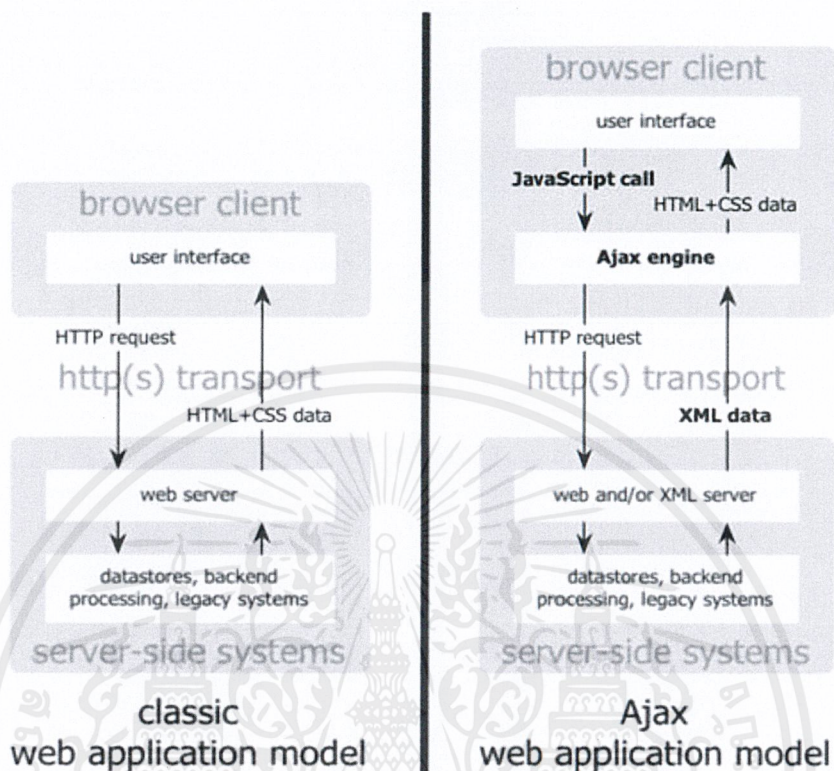 browser client
user interface
HTTP request
http(s) transport
HTML+CSS data
web server
datastores, backend
processing, legacy systems
server-side systems
classic
web application model
browser client
user interface
JavaScript call
HTML+CSS data
Ajax engine
HTTP request
http(s) transport
XML data
web and/or XML server
datastores, backend
processing, legacy systems
server-side systems
Ajax
web application model